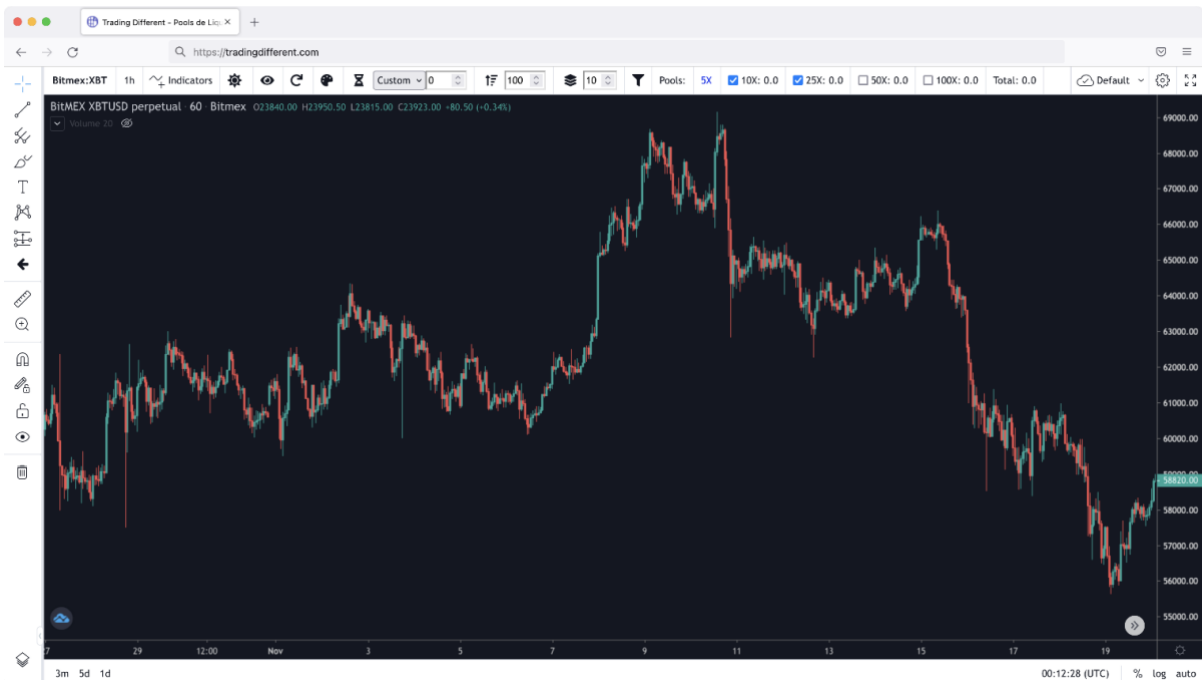 Trading Different - Pools de Liq
https://tradingdifferent.com
Bitmex:XBT 1h Indicators Custom 0 100 10 Pools: 5X 10X: 0.0 25X: 0.0 50X: 0.0 100X: 0.0 Total: 0.0 Default
BitMEX XBTUSD perpetual · 60 · Bitmex O23840.00 H23950.50 L23815.00 C23923.00 +80.50 (+0.34%)
Volume 20
69000.00
68000.00
67000.00
66000.00
65000.00
64000.00
63000.00
62000.00
61000.00
60000.00
59000.00
58820.00
58000.00
57000.00
56000.00
55000.00
27 29 12:00 Nov 3 5 7 9 11 13 15 17 19
3m 5d 1d 00:12:28 (UTC) % log auto